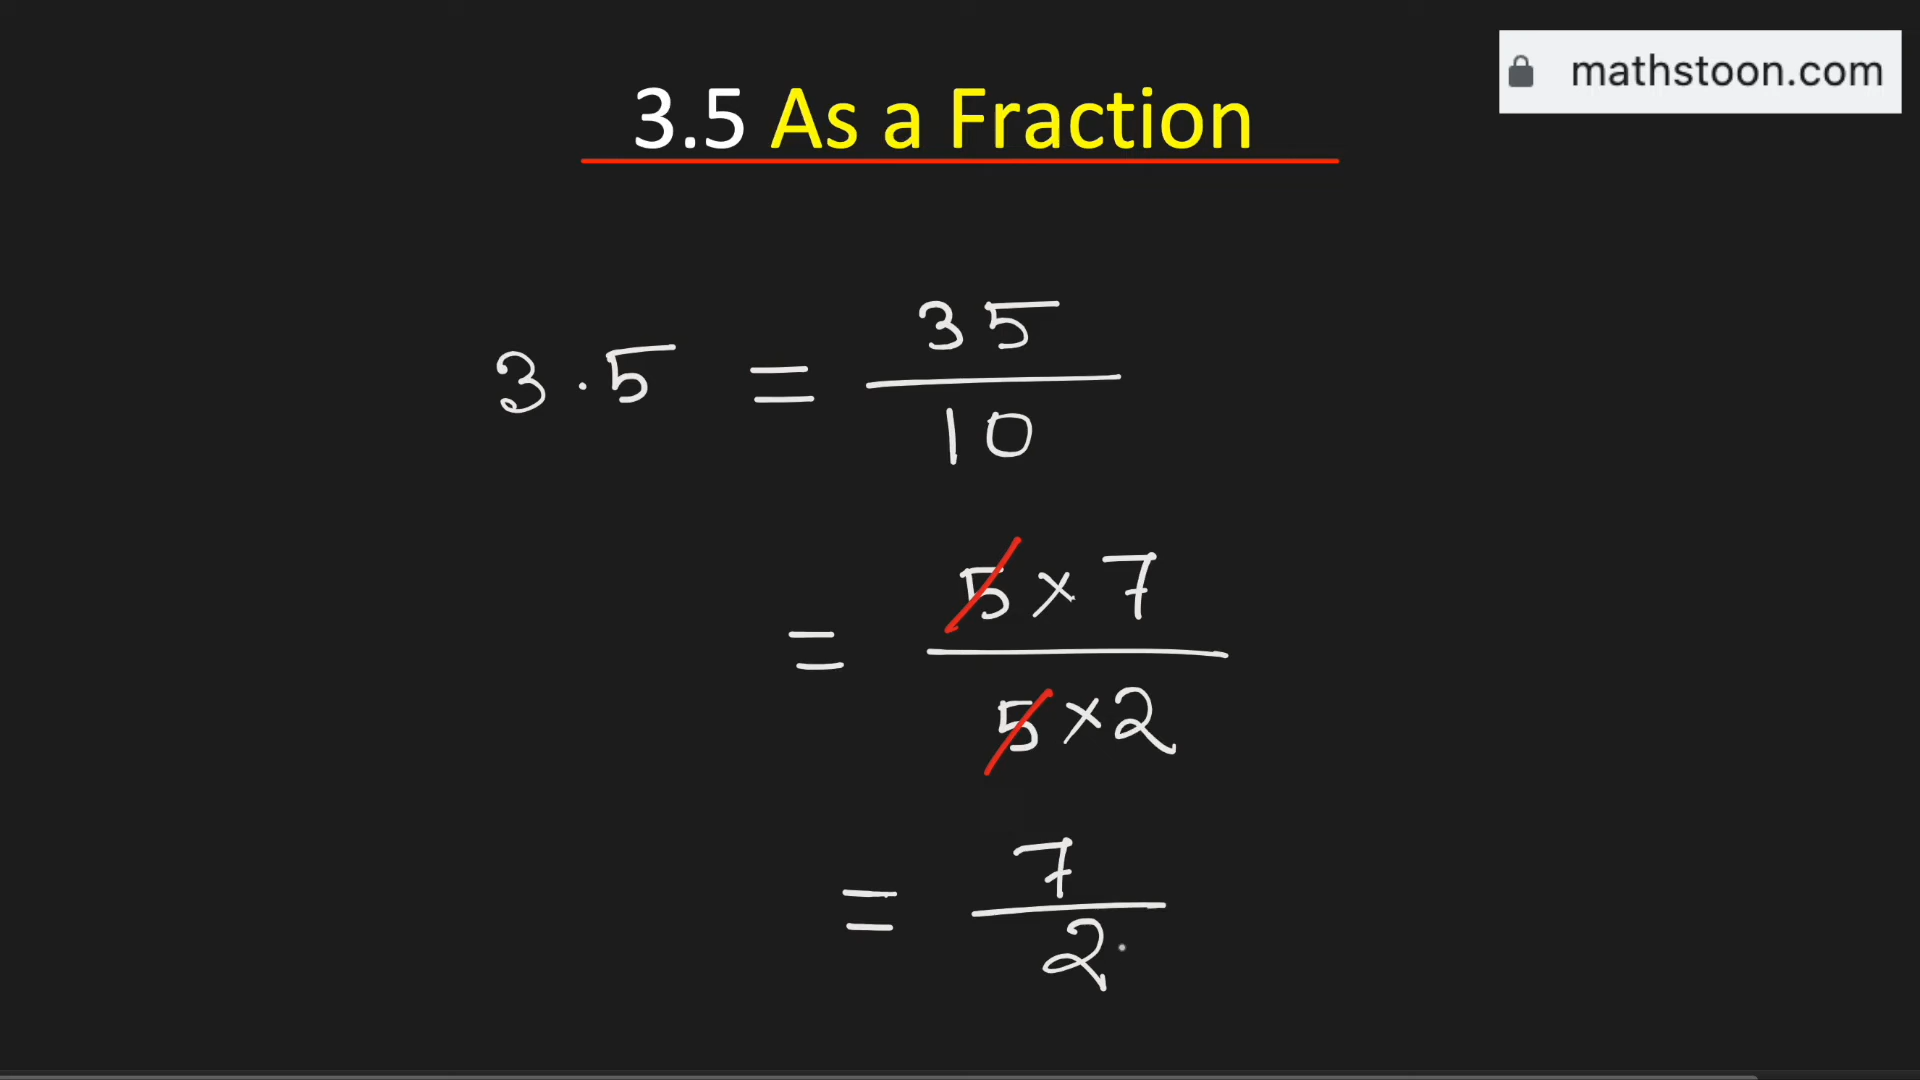 mathstoon.com
3.5 As a Fraction
3.5 = 35/10
= 5×7/5×2
= 7/2